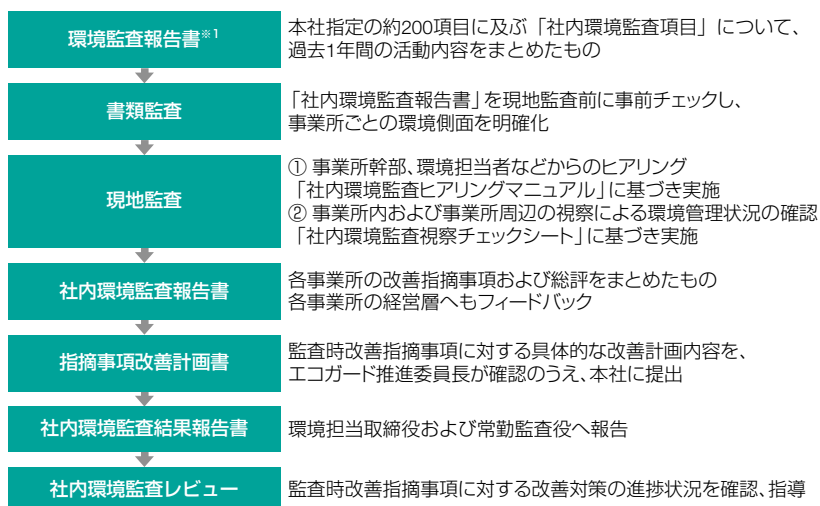 環境監査報告書※1
本社指定の約200項目に及ぶ「社内環境監査項目」について、
過去1年間の活動内容をまとめたもの
書類監査
「社内環境監査報告書」を現地監査前に事前チェックし、
事業所ごとの環境側面を明確化
現地監査
① 事業所幹部、環境担当者などからのヒアリング
「社内環境監査ヒアリングマニュアル」に基づき実施
② 事業所内および事業所周辺の視察による環境管理状況の確認
「社内環境監査視察チェックシート」に基づき実施
社内環境監査報告書
各事業所の改善指摘事項および総評をまとめたもの
各事業所の経営層へもフィードバック
指摘事項改善計画書
監査時改善指摘事項に対する具体的な改善計画内容を、
エコガード推進委員長が確認のうえ、本社に提出
社内環境監査結果報告書
環境担当取締役および常勤監査役へ報告
社内環境監査レビュー
監査時改善指摘事項に対する改善対策の進捗状況を確認、指導